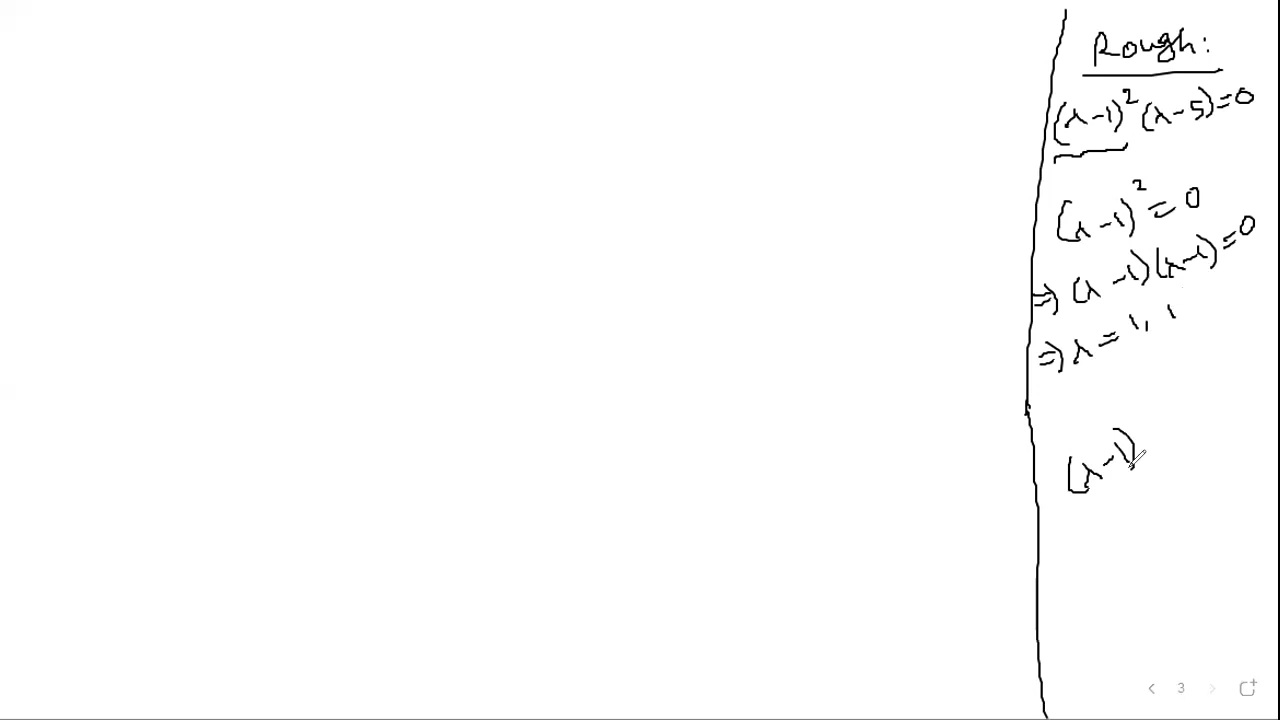 Rough:
(λ-1)² (λ-5)=0
(λ-1)² = 0
⇒ (λ-1)(λ-1)=0
⇒ λ = 1, 1
(λ-1)
3